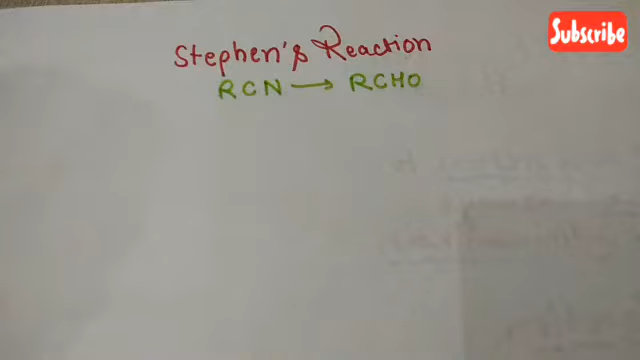 Subscribe
Stephen's Reaction
RCN → RCHO